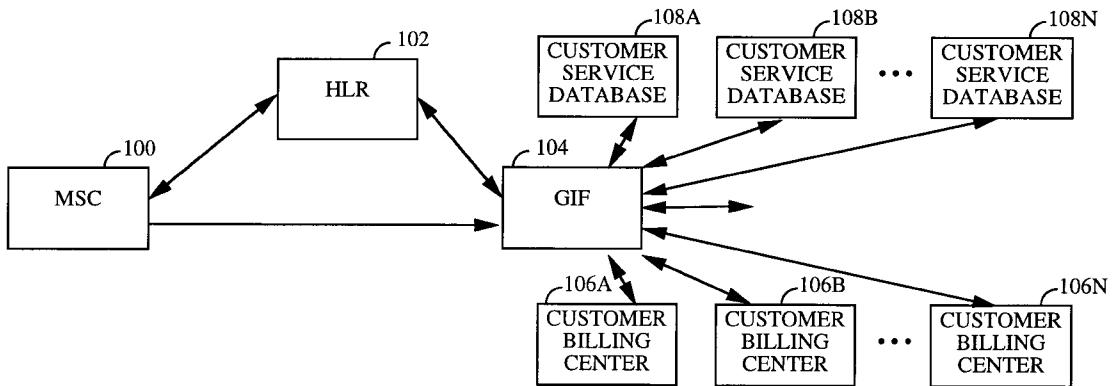 108A
108B
108N
CUSTOMER
SERVICE
DATABASE
CUSTOMER
SERVICE
DATABASE
•••
CUSTOMER
SERVICE
DATABASE
102
HLR
100
MSC
104
GIF
106A
106B
106N
CUSTOMER
BILLING
CENTER
CUSTOMER
BILLING
CENTER
•••
CUSTOMER
BILLING
CENTER